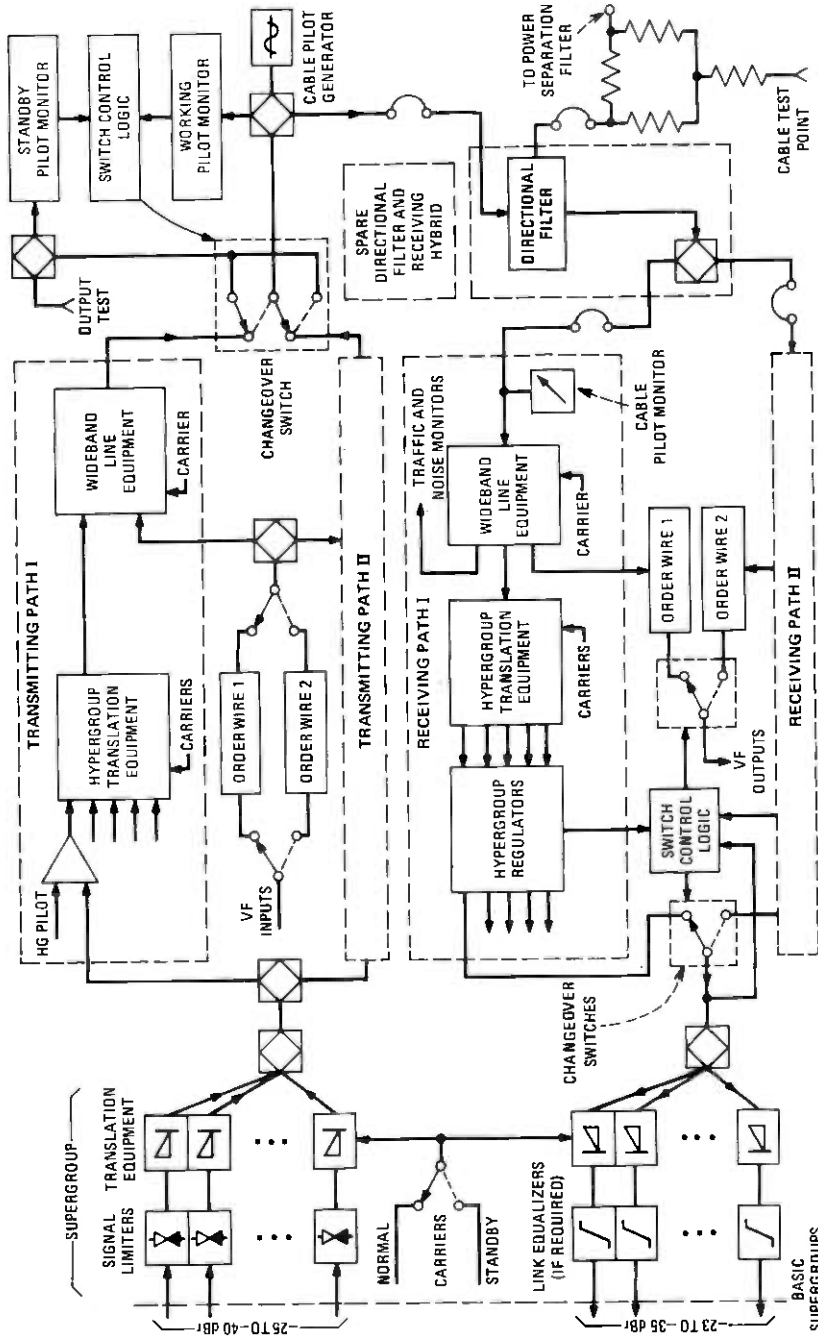 SUPERGROUP
SIGNAL
LIMITERS
TRANSLATION
EQUIPMENT
-25 TO -40 dBr
NORMAL
CARRIERS
STANDBY
LINK EQUALIZERS
(IF REQUIRED)
-23 TO -35 dBr
BASIC
SUPERGROUPS
TRANSMITTING PATH I
HG PILOT
HYPERGROUP
TRANSLATION
EQUIPMENT
CARRIERS
WIDEBAND
LINE
EQUIPMENT
CARRIER
VF
INPUTS
ORDER WIRE 1
ORDER WIRE 2
TRANSMITTING PATH II
OUTPUT
TEST
CHANGEOVER
SWITCH
STANDBY
PILOT MONITOR
SWITCH CONTROL
LOGIC
WORKING
PILOT MONITOR
CABLE PILOT
GENERATOR
SPARE
DIRECTIONAL
FILTER AND
RECEIVING
HYBRID
DIRECTIONAL
FILTER
TO POWER
SEPARATION
FILTER
CABLE TEST
POINT
RECEIVING PATH I
TRAFFIC AND
NOISE MONITORS
WIDEBAND
LINE
EQUIPMENT
CARRIER
CABLE
PILOT MONITOR
HYPERGROUP
TRANSLATION
EQUIPMENT
CARRIERS
HYPERGROUP
REGULATORS
CHANGEOVER
SWITCHES
SWITCH
CONTROL
LOGIC
VF
OUTPUTS
ORDER WIRE 1
ORDER WIRE 2
RECEIVING PATH II